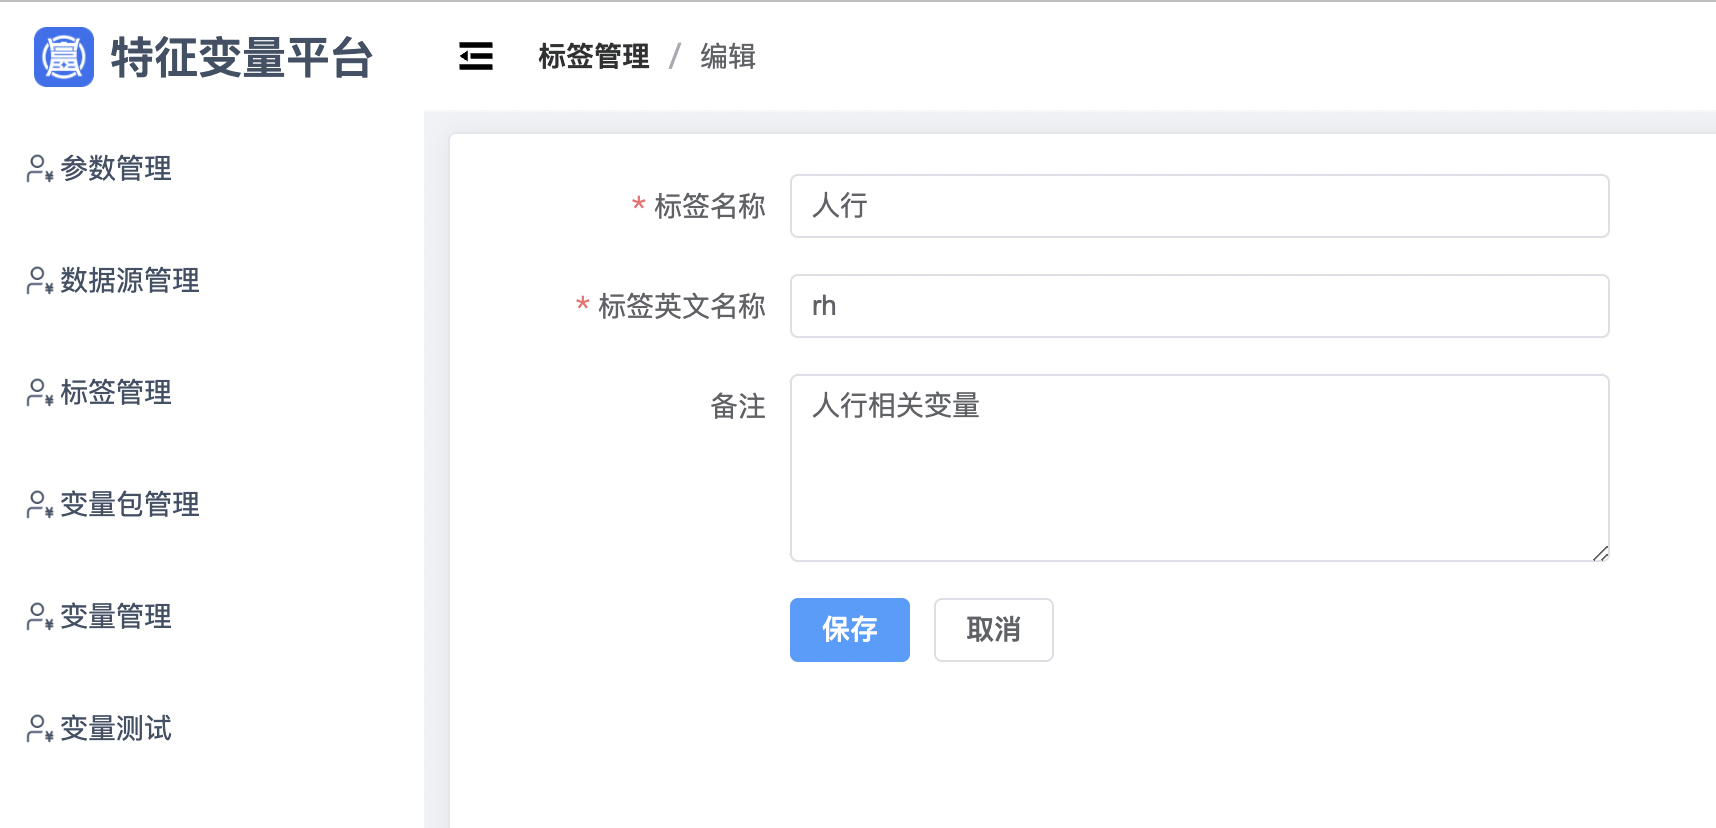 特征变量平台
标签管理 / 编辑
参数管理
数据源管理
标签管理
变量包管理
变量管理
变量测试
* 标签名称 人行
* 标签英文名称 rh
备注 人行相关变量
保存 取消